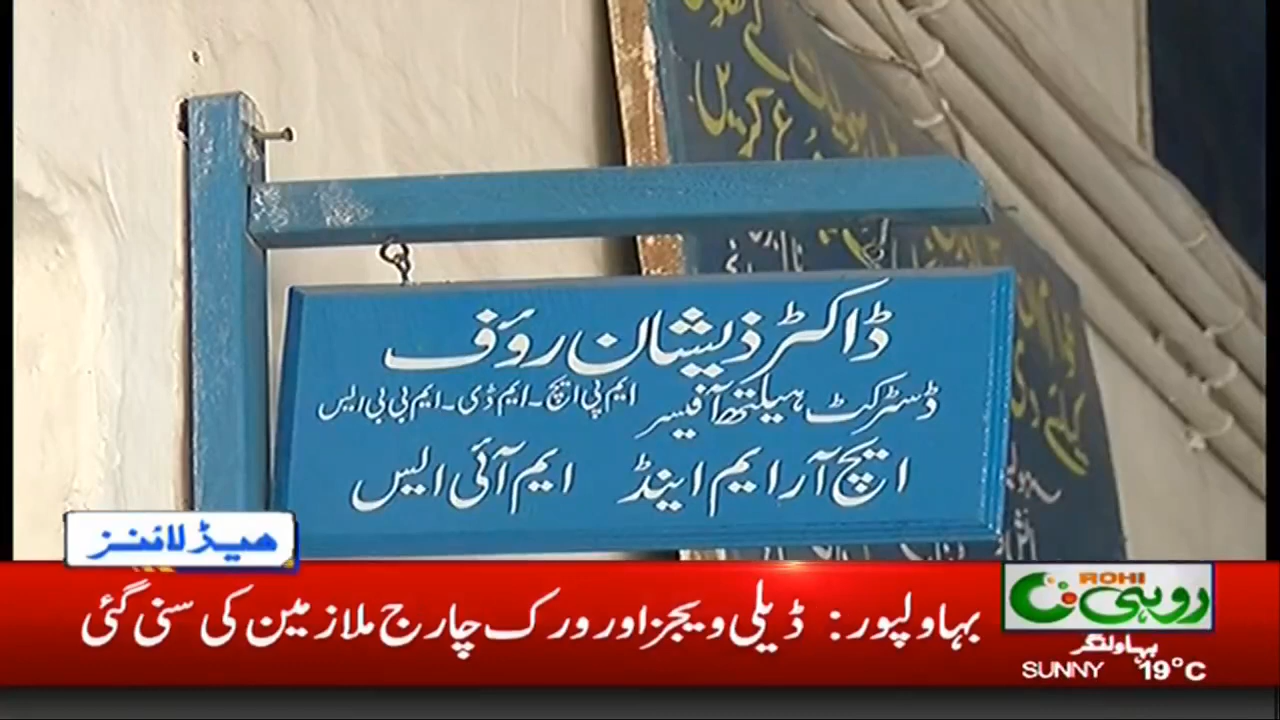 ع کریں
ڈاکٹر ذیشان رؤف
ڈسٹرکٹ ہیلتھ آفیسر ایم پی ایچ۔ ایم ڈی۔ ایم بی بی ایس
ایچ آر ایم اینڈ ایم آئی ایس
ہیڈ لائنز
بہاولپور: ڈیلی ویجز اور ورک چارج ملازمین کی سنی گئی
ROHI
روہی
بہاولنگر
SUNNY 19°C